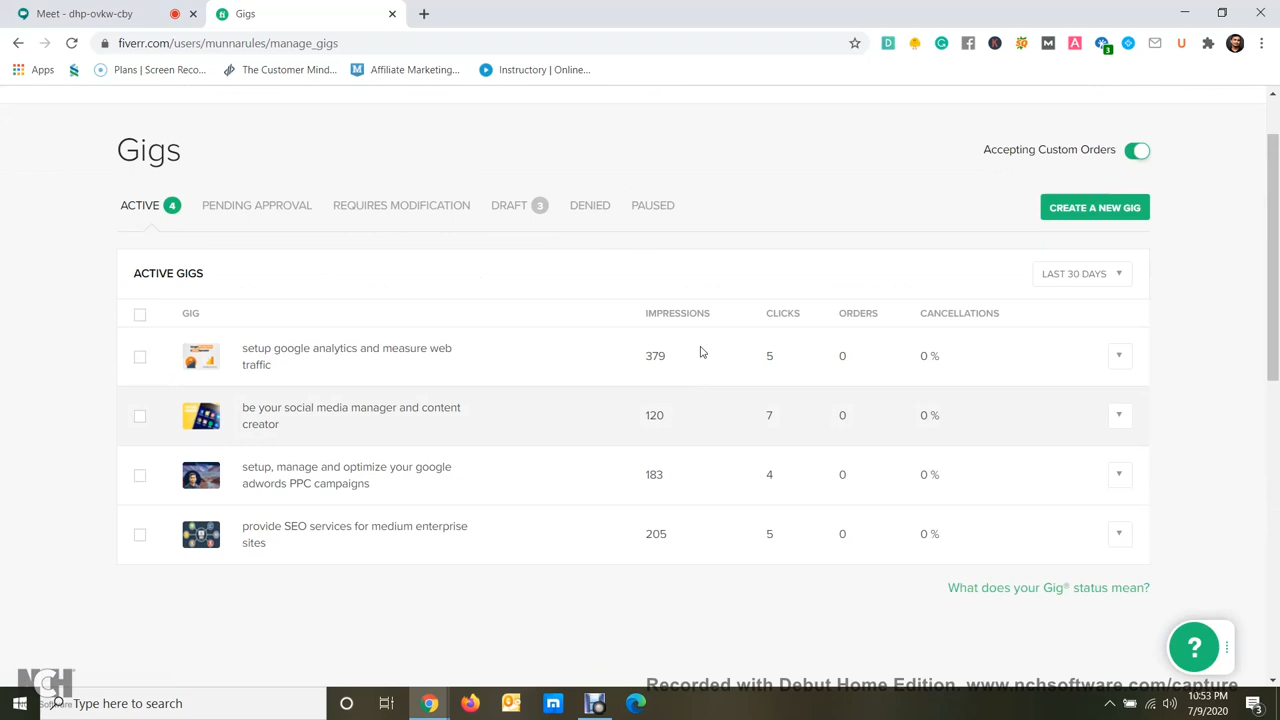 Meet - dhp-ovkw-cby
Gigs
fiverr.com/users/munnarules/manage_gigs
Apps
Plans | Screen Reco...
The Customer Mind...
Affiliate Marketing...
Instructory | Online...
Gigs
Accepting Custom Orders
ACTIVE 4
PENDING APPROVAL
REQUIRES MODIFICATION
DRAFT 3
DENIED
PAUSED
CREATE A NEW GIG
ACTIVE GIGS
LAST 30 DAYS
GIG IMPRESSIONS CLICKS ORDERS CANCELLATIONS
setup google analytics and measure web
traffic
379 5 0 0 %
be your social media manager and content
creator
120 7 0 0 %
setup, manage and optimize your google
adwords PPC campaigns
183 4 0 0 %
provide SEO services for medium enterprise
sites
205 5 0 0 %
What does your Gig® status mean?
?
NCH®
Software
Recorded with Debut Home Edition. www.nchsoftware.com/capture
Type here to search
10:53 PM
7/9/2020
3